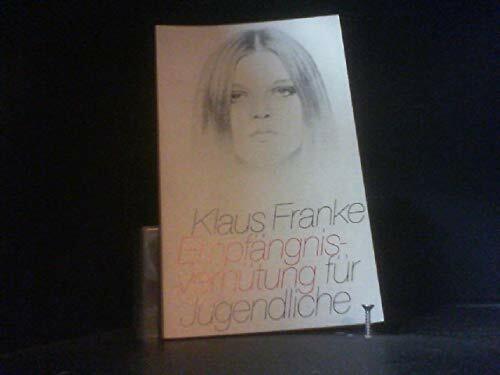 Klaus Franke
Empfängnis-
verhütung für
Jugendliche